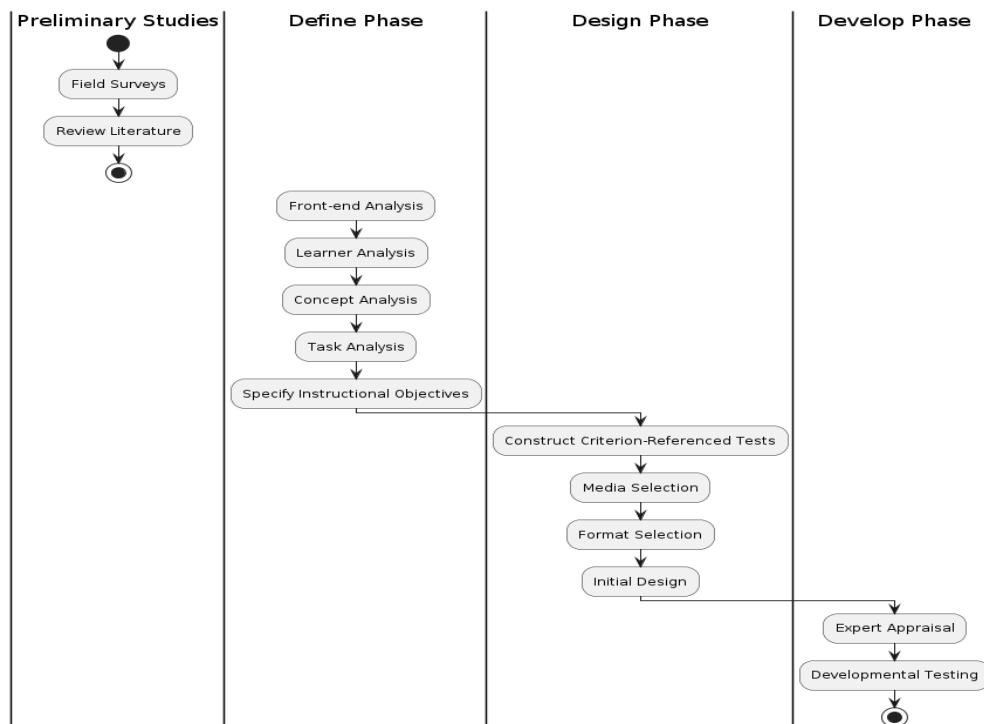 Preliminary Studies
Define Phase
Design Phase
Develop Phase
Field Surveys
Review Literature
Front-end Analysis
Learner Analysis
Concept Analysis
Task Analysis
Specify Instructional Objectives
Construct Criterion-Referenced Tests
Media Selection
Format Selection
Initial Design
Expert Appraisal
Developmental Testing